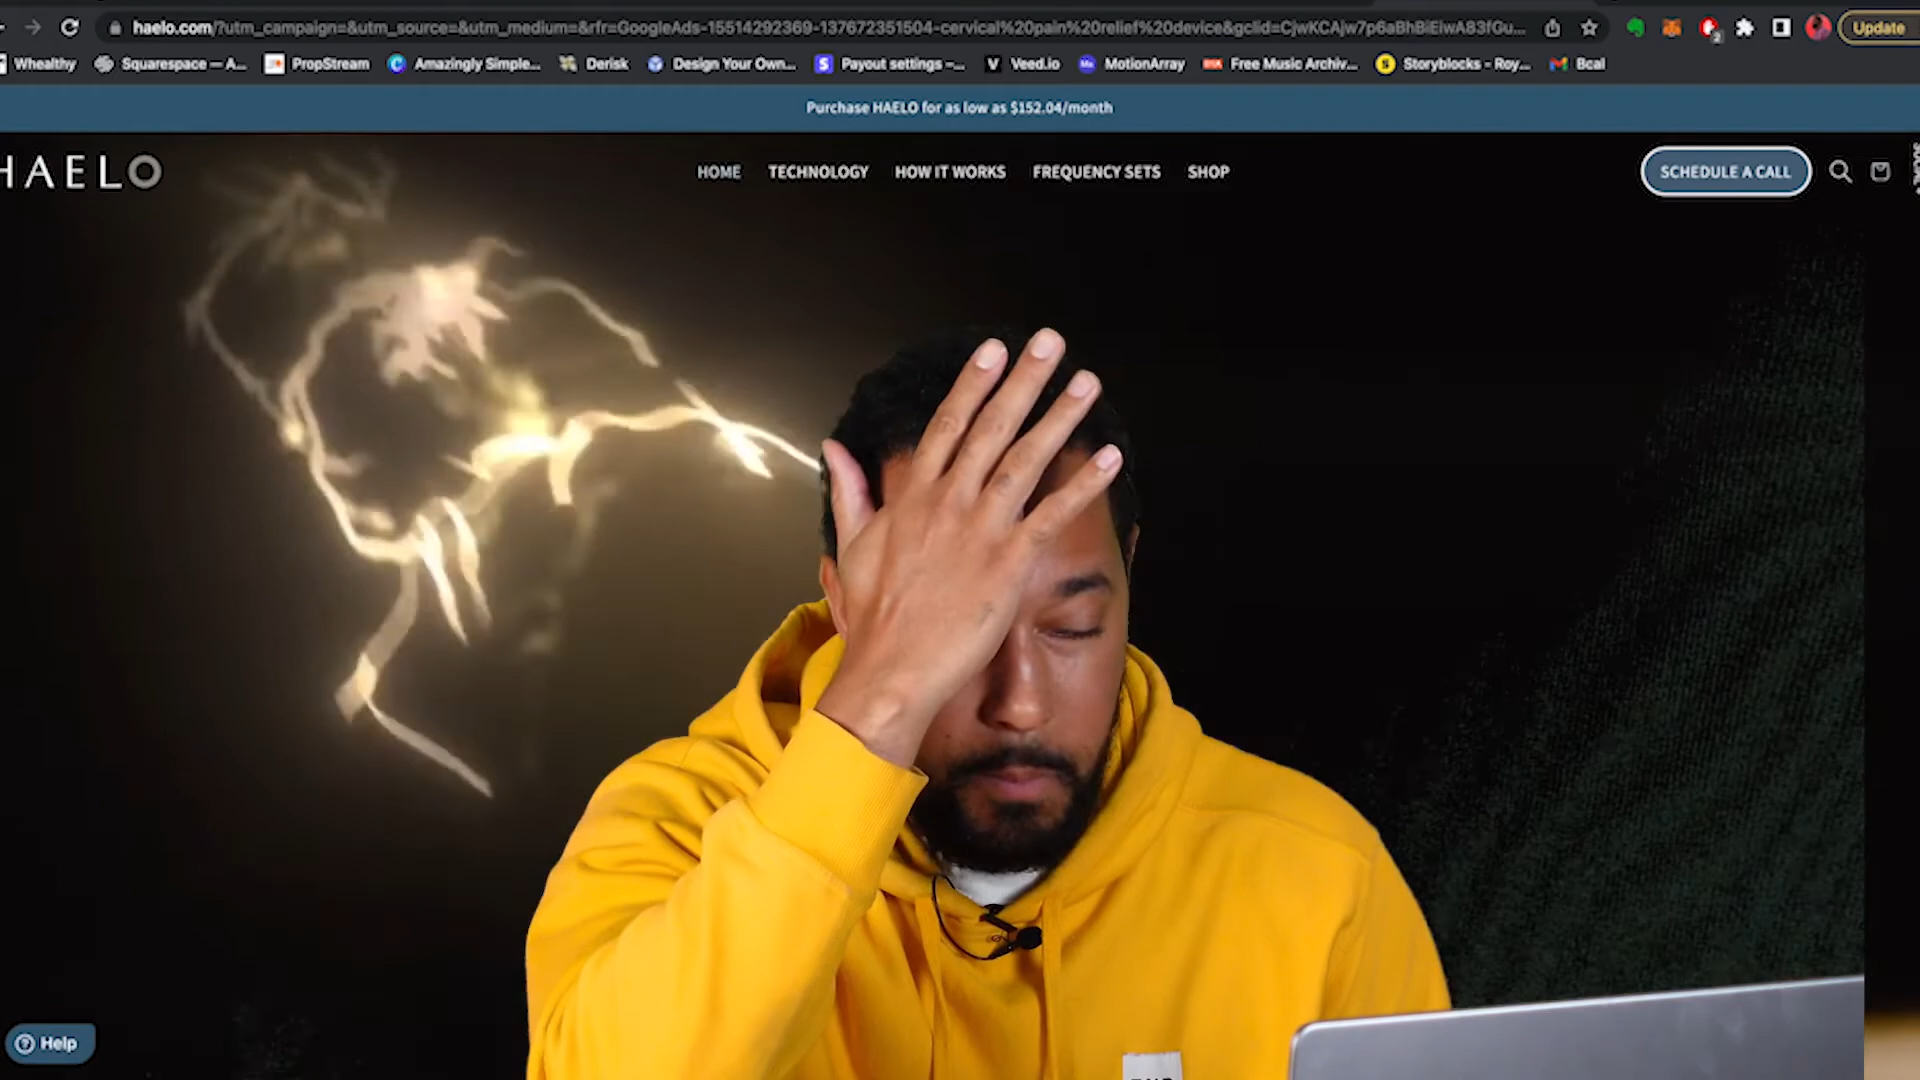 haelo.com/?utm_campaign=&utm_source=&utm_medium=&rfr=GoogleAds-15514292369-137672351504-cervical%20pain%20relief%20device&gclid=CjwKCAjw7p6aBhBiEiwA83fGu...
Update
Whealthy Squarespace — A... PropStream Amazingly Simple... Derisk Design Your Own... Payout settings –... Veed.io MotionArray Free Music Archiv... Storyblocks - Roy... Bcal
Purchase HAELO for as low as $152.04/month
HAELO HOME TECHNOLOGY HOW IT WORKS FREQUENCY SETS SHOP SCHEDULE A CALL
Help